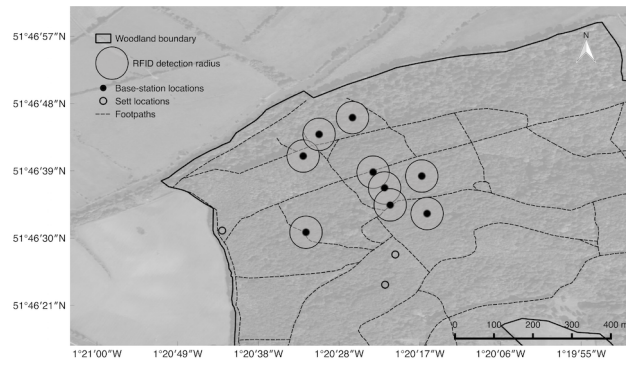 51°46′57″N
51°46′48″N
51°46′39″N
51°46′30″N
51°46′21″N
Woodland boundary
RFID detection radius
Base-station locations
Sett locations
Footpaths
N
0 100 200 300 400 m
1°21′00″W 1°20′49″W 1°20′38″W 1°20′28″W 1°20′17″W 1°20′06″W 1°19′55″W